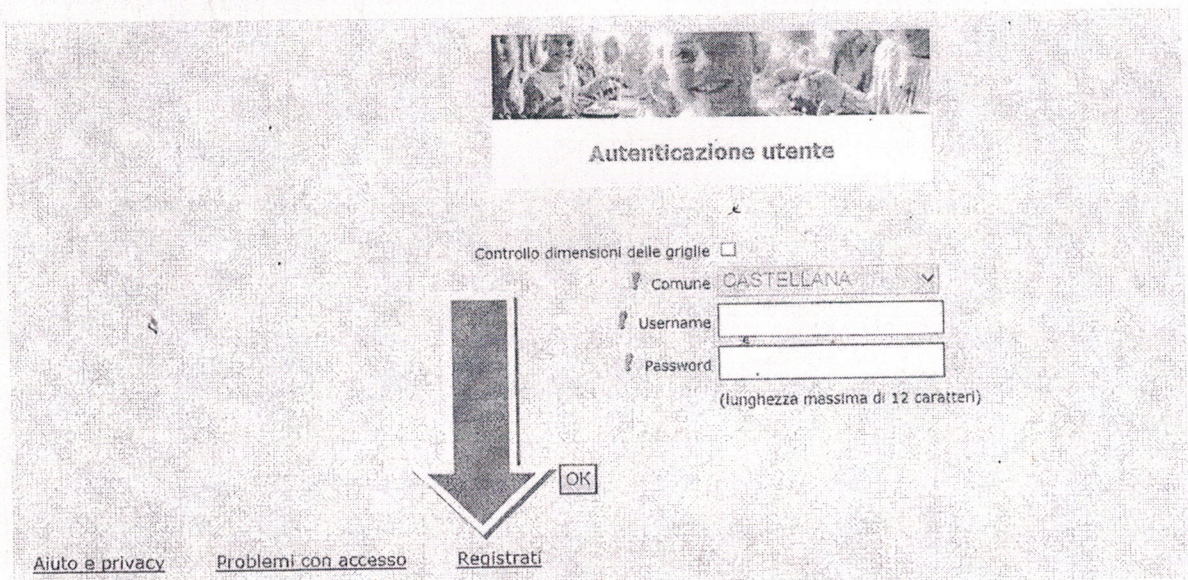 Autenticazione utente
Controllo dimensioni delle griglie
Comune CASTELLANA
Username
Password
(lunghezza massima di 12 caratteri)
OK
Aiuto e privacy Problemi con accesso Registrati